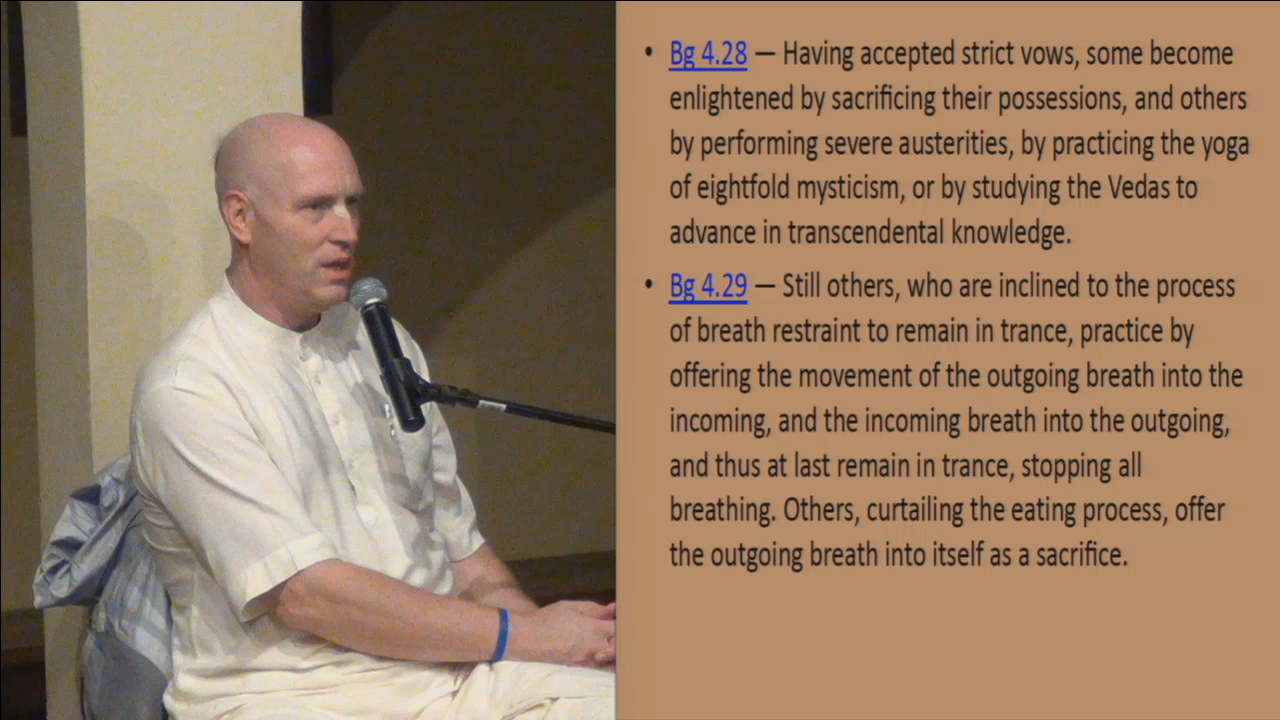 • Bg 4.28 — Having accepted strict vows, some become
enlightened by sacrificing their possessions, and others
by performing severe austerities, by practicing the yoga
of eightfold mysticism, or by studying the Vedas to
advance in transcendental knowledge.
• Bg 4.29 — Still others, who are inclined to the process
of breath restraint to remain in trance, practice by
offering the movement of the outgoing breath into the
incoming, and the incoming breath into the outgoing,
and thus at last remain in trance, stopping all
breathing. Others, curtailing the eating process, offer
the outgoing breath into itself as a sacrifice.